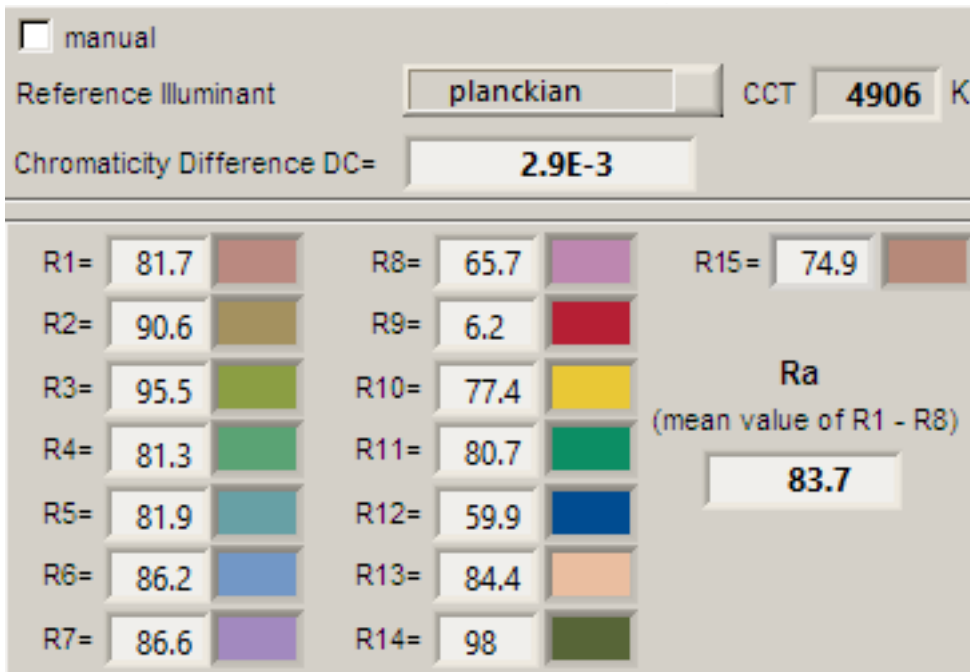 manual
Reference Illuminant planckian CCT 4906 K
Chromaticity Difference DC= 2.9E-3
R1= 81.7 R8= 65.7 R15= 74.9
R2= 90.6 R9= 6.2
R3= 95.5 R10= 77.4 Ra
R4= 81.3 R11= 80.7 (mean value of R1 - R8)
R5= 81.9 R12= 59.9 83.7
R6= 86.2 R13= 84.4
R7= 86.6 R14= 98